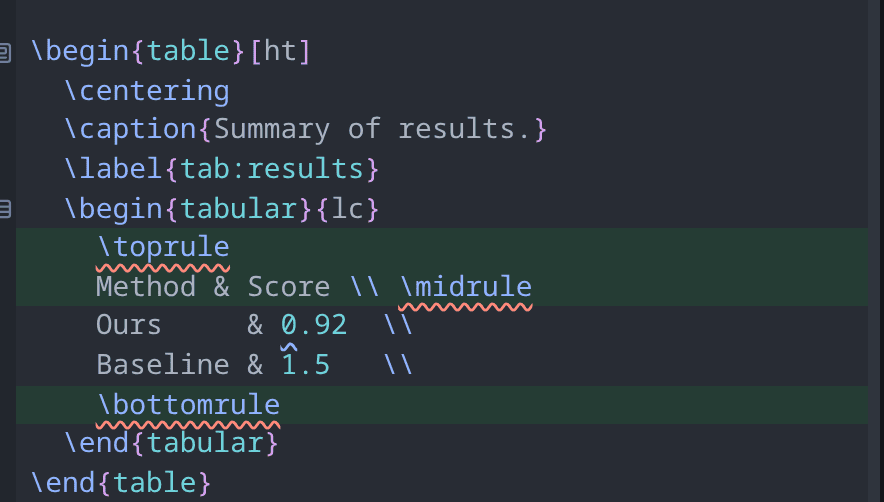 \begin{table}[ht]
\centering
\caption{Summary of results.}
\label{tab:results}
\begin{tabular}{lc}
\toprule
Method & Score \\ \midrule
Ours     & 0.92  \\
Baseline & 1.5   \\
\bottomrule
\end{tabular}
\end{table}